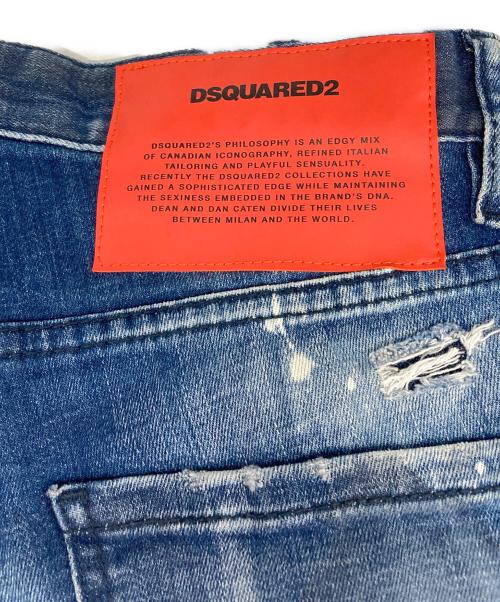 DSQUARED2
DSQUARED2'S PHILOSOPHY IS AN EDGY MIX
OF CANADIAN ICONOGRAPHY, REFINED ITALIAN
TAILORING AND PLAYFUL SENSUALITY.
RECENTLY THE DSQUARED2 COLLECTIONS HAVE
GAINED A SOPHISTICATED EDGE WHILE MAINTAINING
THE SEXINESS EMBEDDED IN THE BRAND'S DNA.
DEAN AND DAN CATEN DIVIDE THEIR LIVES
BETWEEN MILAN AND THE WORLD.